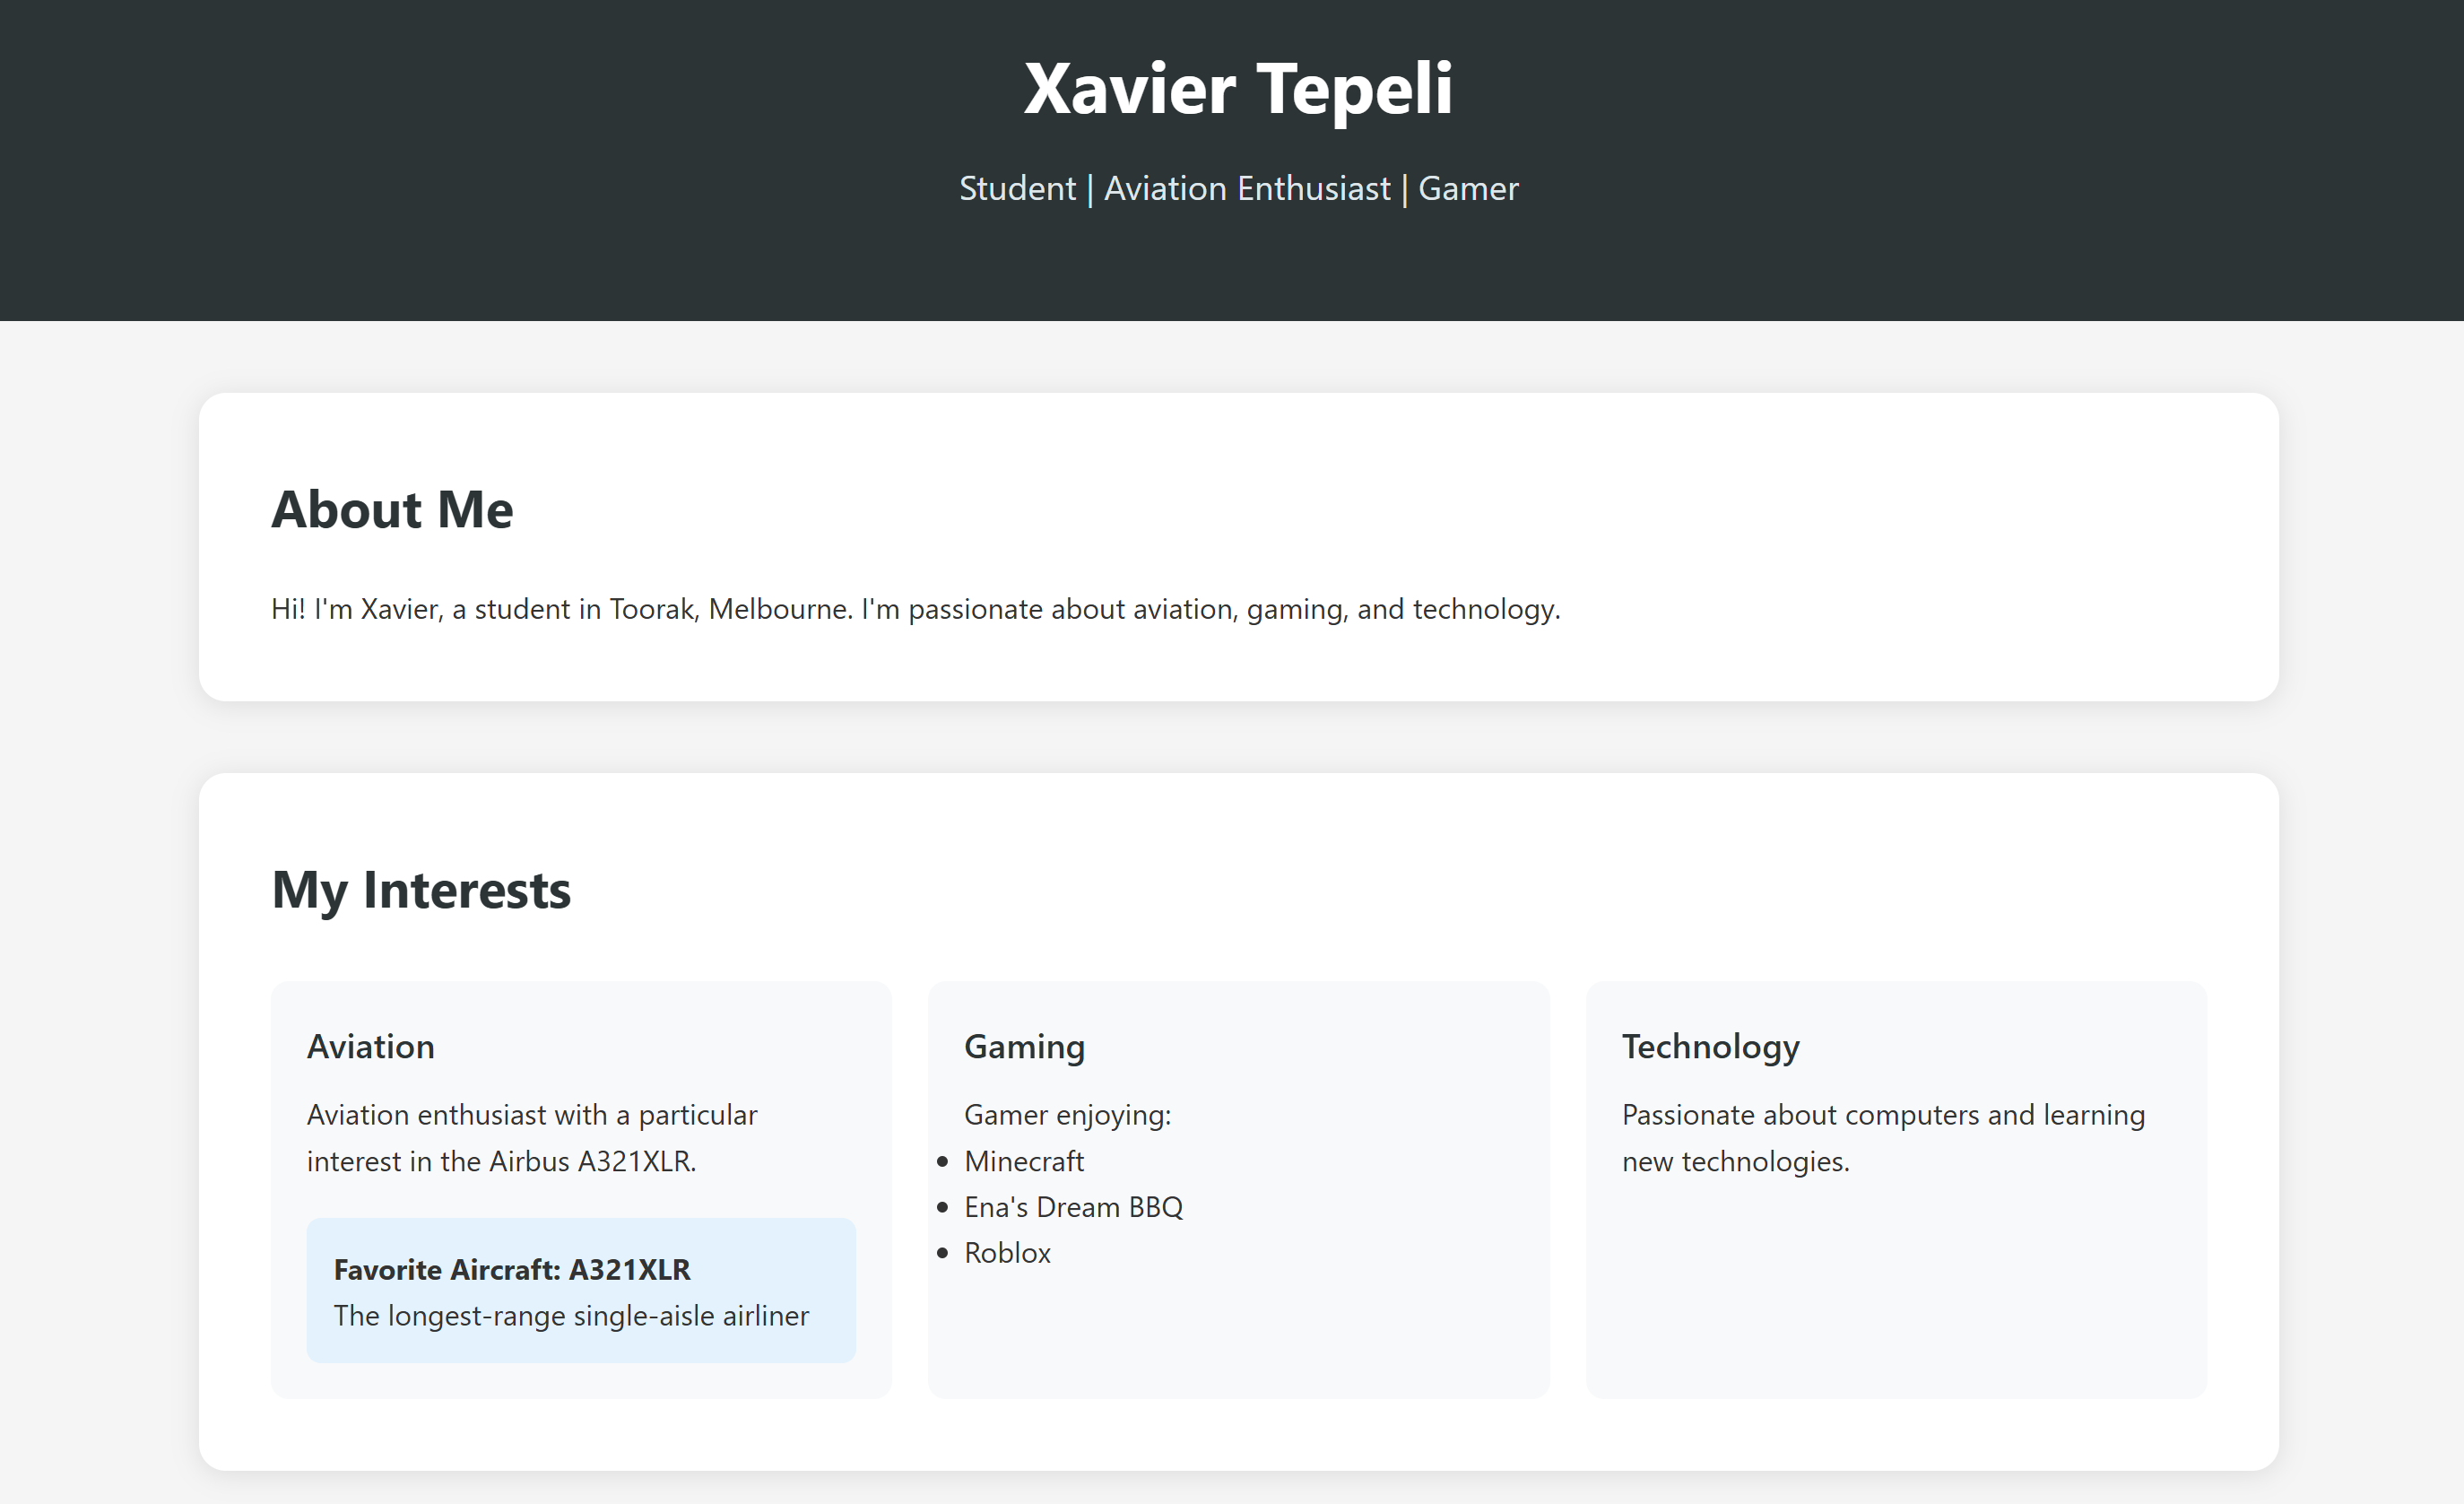 Xavier Tepeli
Student | Aviation Enthusiast | Gamer
About Me
Hi! I'm Xavier, a student in Toorak, Melbourne. I'm passionate about aviation, gaming, and technology.
My Interests
Aviation
Aviation enthusiast with a particular
interest in the Airbus A321XLR.
Favorite Aircraft: A321XLR
The longest-range single-aisle airliner
Gaming
Gamer enjoying:
• Minecraft
• Ena's Dream BBQ
• Roblox
Technology
Passionate about computers and learning
new technologies.